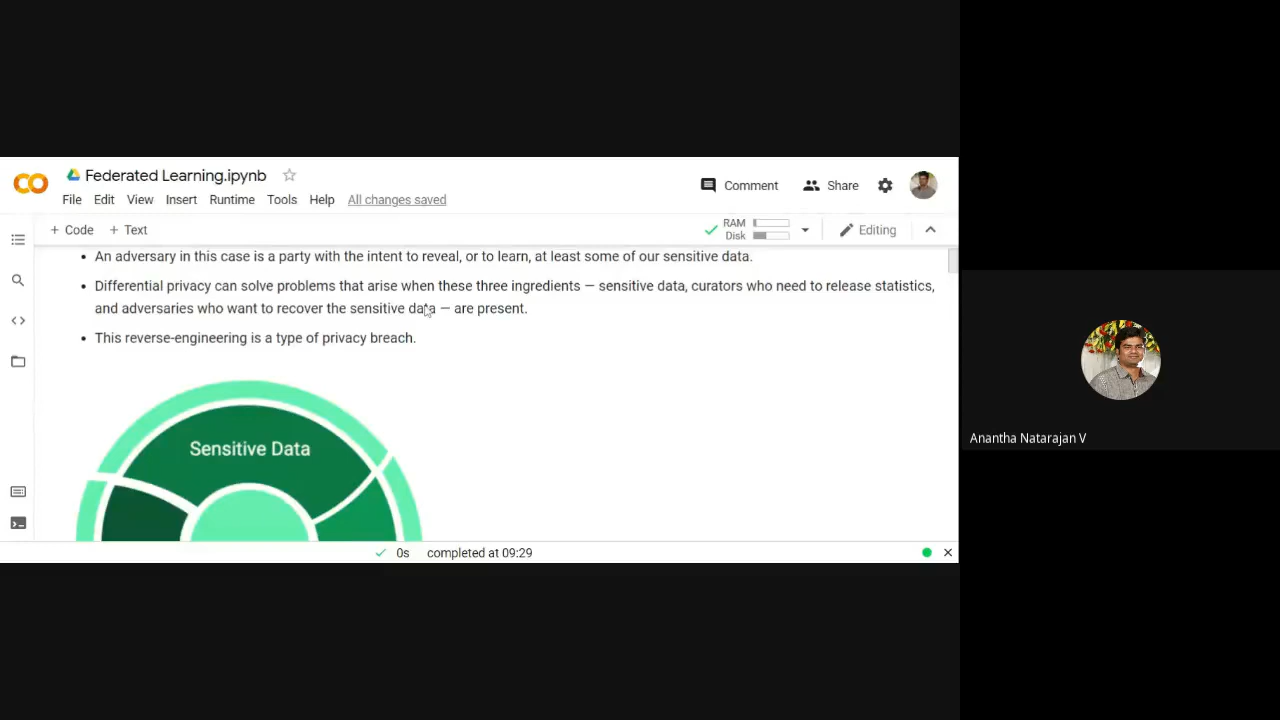 Federated Learning.ipynb
File Edit View Insert Runtime Tools Help All changes saved
Comment Share
+ Code + Text
RAM
Disk
Editing
An adversary in this case is a party with the intent to reveal, or to learn, at least some of our sensitive data.
Differential privacy can solve problems that arise when these three ingredients — sensitive data, curators who need to release statistics,
and adversaries who want to recover the sensitive data — are present.
This reverse-engineering is a type of privacy breach.
Sensitive Data
0s completed at 09:29
Anantha Natarajan V